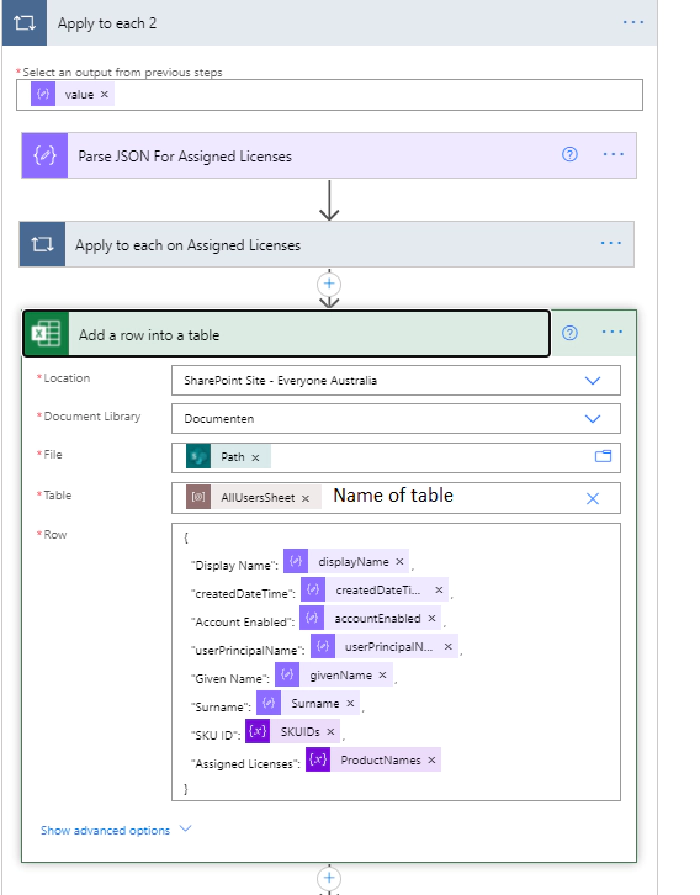 Apply to each 2
*Select an output from previous steps
value ×
Parse JSON For Assigned Licenses
Apply to each on Assigned Licenses
Add a row into a table
*Location
SharePoint Site - Everyone Australia
*Document Library
Documenten
*File
Path ×
*Table
AllUsersSheet × Name of table
*Row
{
"Display Name": displayName × ,
"createdDateTime": createdDateTi... × ,
"Account Enabled": accountEnabled × ,
"userPrincipalName": userPrincipalN... × ,
"Given Name": givenName × ,
"Surname": Surname × ,
"SKU ID": {x} SKUIDs × ,
"Assigned Licenses": {x} ProductNames ×
}
Show advanced options